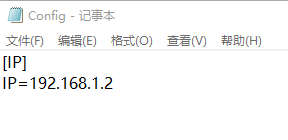 Config - 记事本
文件(F) 编辑(E) 格式(O) 查看(V) 帮助(H)
[IP]
IP=192.168.1.2